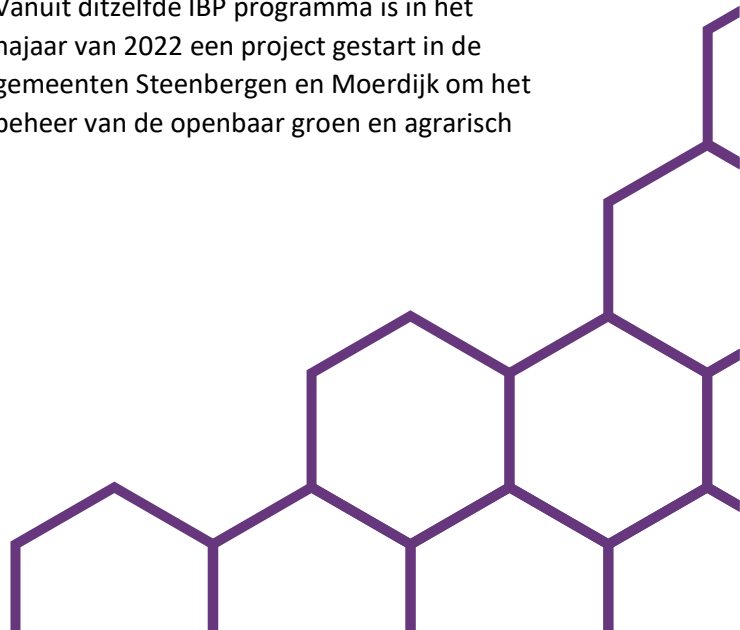 Vanuit ditzelfde IBP programma is in het
najaar van 2022 een project gestart in de
gemeenten Steenbergen en Moerdijk om het
beheer van de openbaar groen en agrarisch